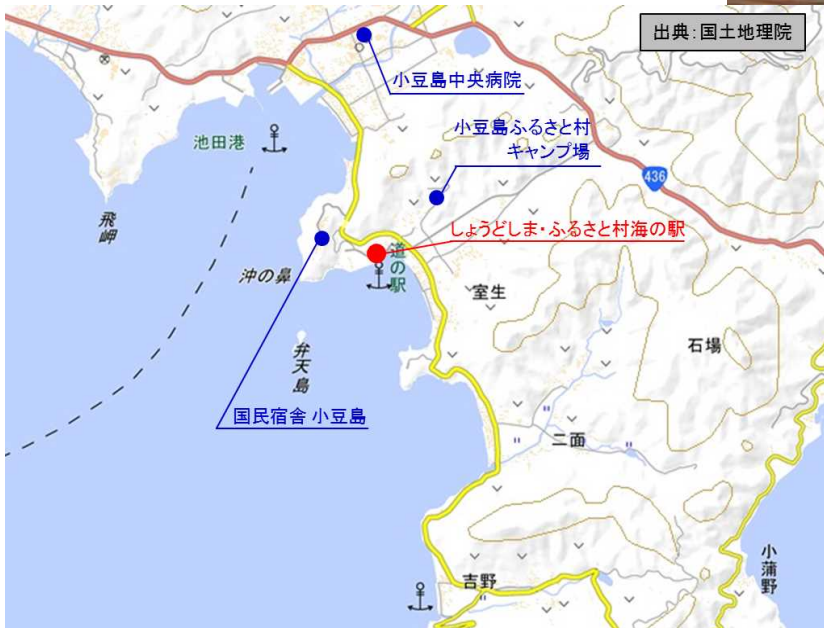 出典:国土地理院
小豆島中央病院
池田港
小豆島ふるさと村
キャンプ場
436
飛岬
しょうどしま・ふるさと村海の駅
道の駅
沖の鼻
室生
弁天島
石場
国民宿舎 小豆島
二面
小蒲野
吉野